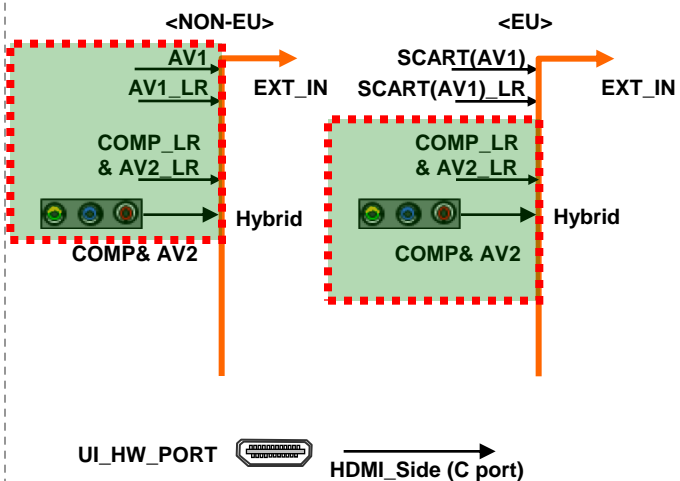 <NON-EU>
AV1
AV1_LR
EXT_IN
COMP_LR
& AV2_LR
Hybrid
COMP& AV2
<EU>
SCART(AV1)
SCART(AV1)_LR
EXT_IN
COMP_LR
& AV2_LR
Hybrid
COMP& AV2
UI_HW_PORT
HDMI_Side (C port)